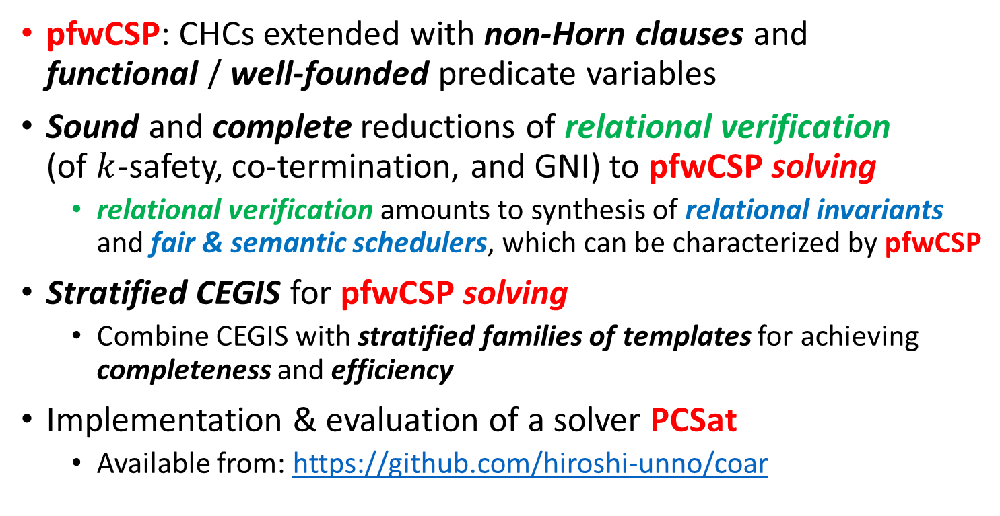 • pfwCSP: CHCs extended with non-Horn clauses and
functional / well-founded predicate variables
• Sound and complete reductions of relational verification
(of k-safety, co-termination, and GNI) to pfwCSP solving
• relational verification amounts to synthesis of relational invariants
and fair & semantic schedulers, which can be characterized by pfwCSP
• Stratified CEGIS for pfwCSP solving
• Combine CEGIS with stratified families of templates for achieving
completeness and efficiency
• Implementation & evaluation of a solver PCSat
• Available from: https://github.com/hiroshi-unno/coar